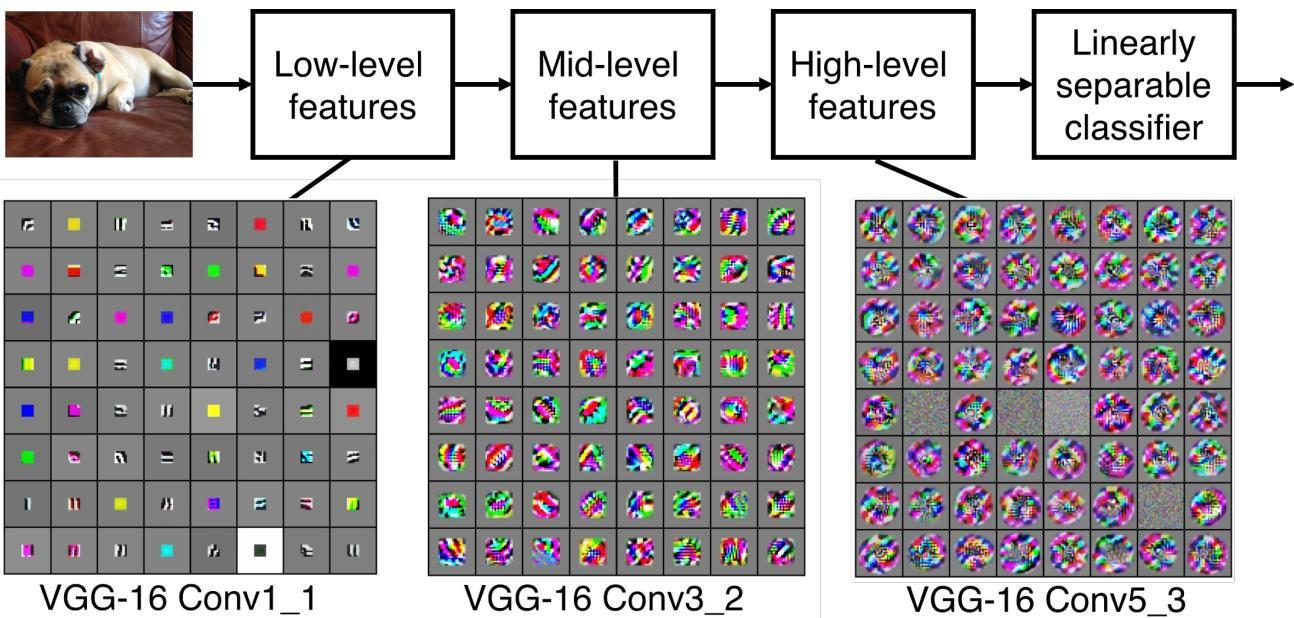 Low-level
features
Mid-level
features
High-level
features
Linearly
separable
classifier
VGG-16 Conv1_1
VGG-16 Conv3_2
VGG-16 Conv5_3